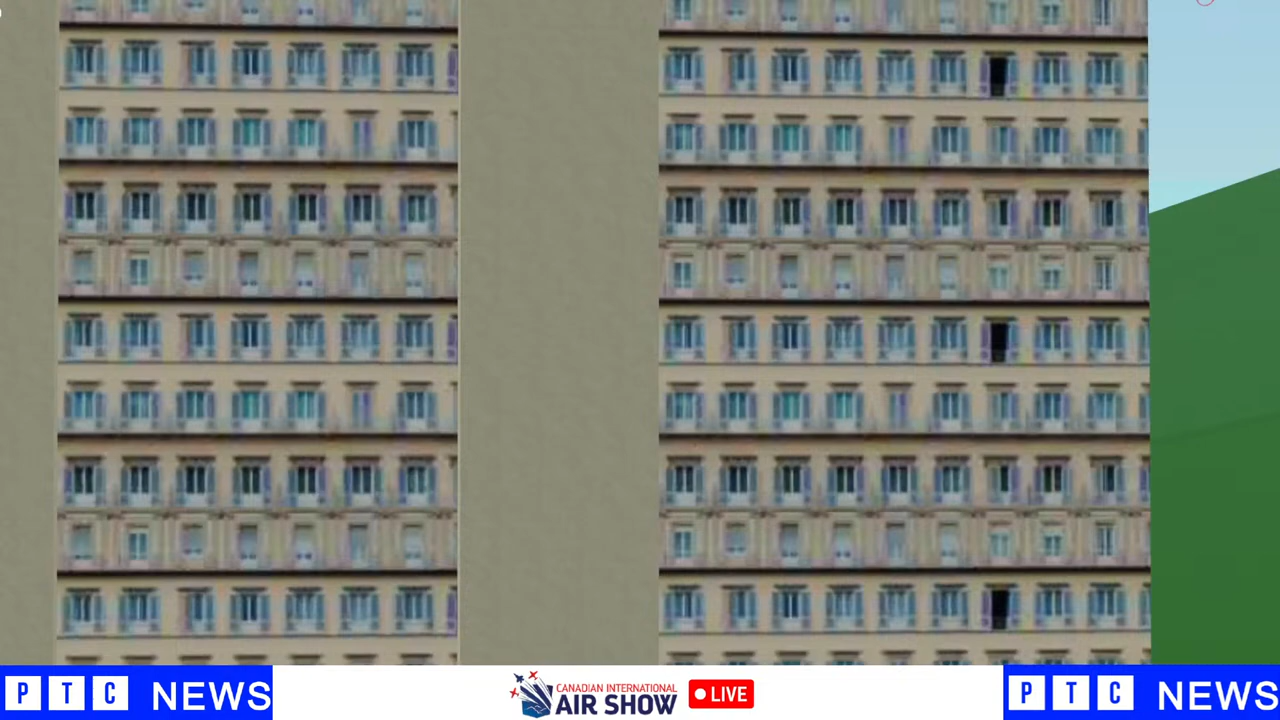 PTC NEWS
CANADIAN INTERNATIONAL
AIR SHOW
LIVE
PTC NEWS